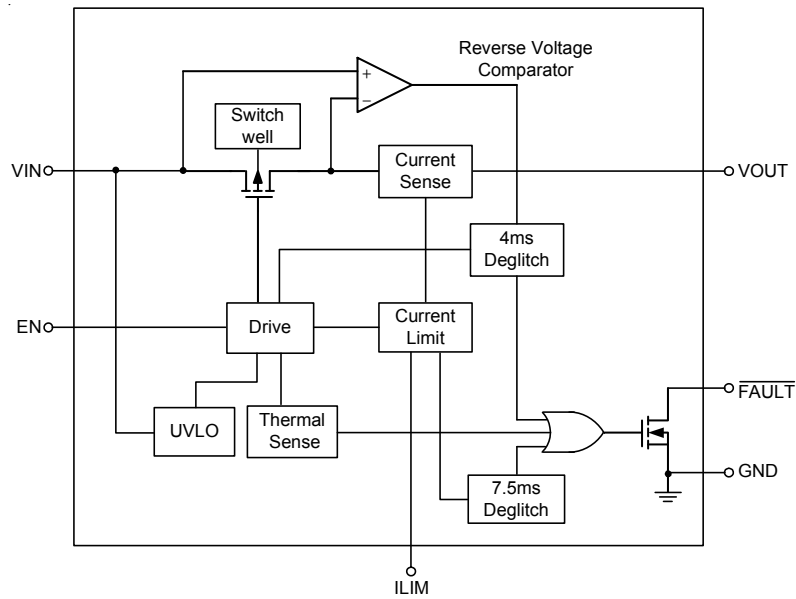 Reverse Voltage
Comparator
+
−
Switch
well
VIN
Current
Sense
VOUT
4ms
Deglitch
EN
Drive
Current
Limit
FAULT
UVLO
Thermal
Sense
GND
7.5ms
Deglitch
ILIM